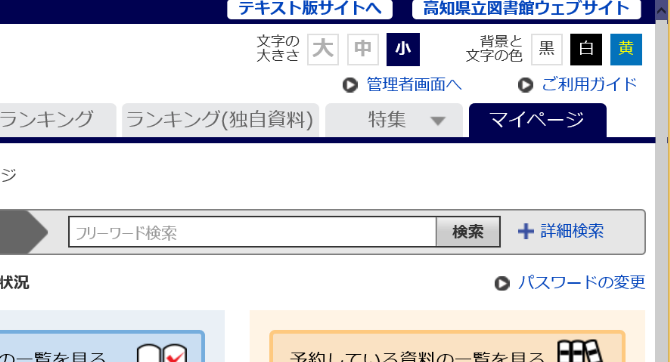 テキスト版サイトへ 高知県立図書館ウェブサイト
文字の大きさ 大 中 小 背景と文字の色 黒 白 黄
管理者画面へ ご利用ガイド
ランキング ランキング(独自資料) 特集 マイページ
ジ
フリーワード検索 検索 詳細検索
状況 パスワードの変更
の一覧を見る 予約している資料の一覧を見る